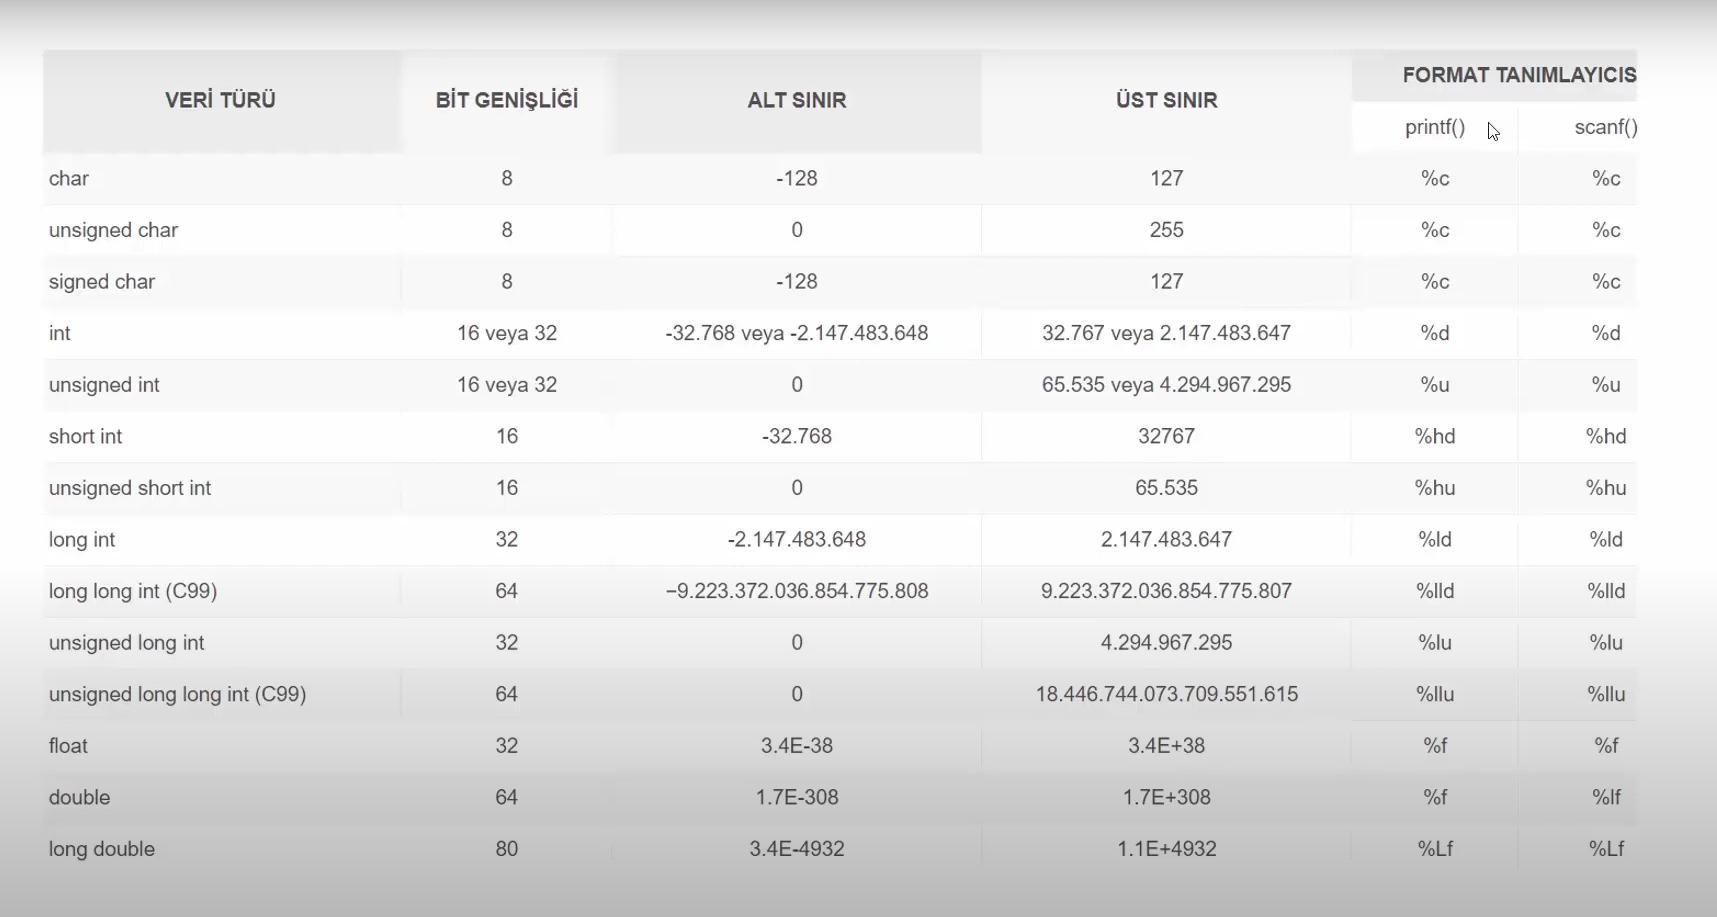 VERİ TÜRÜ BİT GENİŞLİĞİ ALT SINIR ÜST SINIR FORMAT TANIMLAYICIS
printf() scanf()
char 8 -128 127 %c %c
unsigned char 8 0 255 %c %c
signed char 8 -128 127 %c %c
int 16 veya 32 -32.768 veya -2.147.483.648 32.767 veya 2.147.483.647 %d %d
unsigned int 16 veya 32 0 65.535 veya 4.294.967.295 %u %u
short int 16 -32.768 32767 %hd %hd
unsigned short int 16 0 65.535 %hu %hu
long int 32 -2.147.483.648 2.147.483.647 %ld %ld
long long int (C99) 64 −9.223.372.036.854.775.808 9.223.372.036.854.775.807 %lld %lld
unsigned long int 32 0 4.294.967.295 %lu %lu
unsigned long long int (C99) 64 0 18.446.744.073.709.551.615 %llu %llu
float 32 3.4E-38 3.4E+38 %f %f
double 64 1.7E-308 1.7E+308 %f %lf
long double 80 3.4E-4932 1.1E+4932 %Lf %Lf